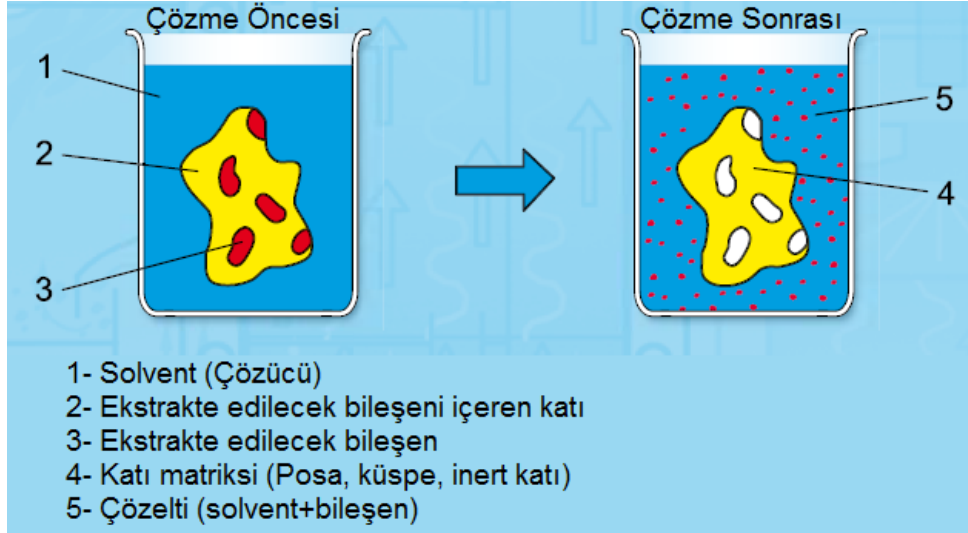 Çözme Öncesi
Çözme Sonrası
1
2
3
5
4
1- Solvent (Çözücü)
2- Ekstrakte edilecek bileşeni içeren katı
3- Ekstrakte edilecek bileşen
4- Katı matriksi (Posa, küspe, inert katı)
5- Çözelti (solvent+bileşen)